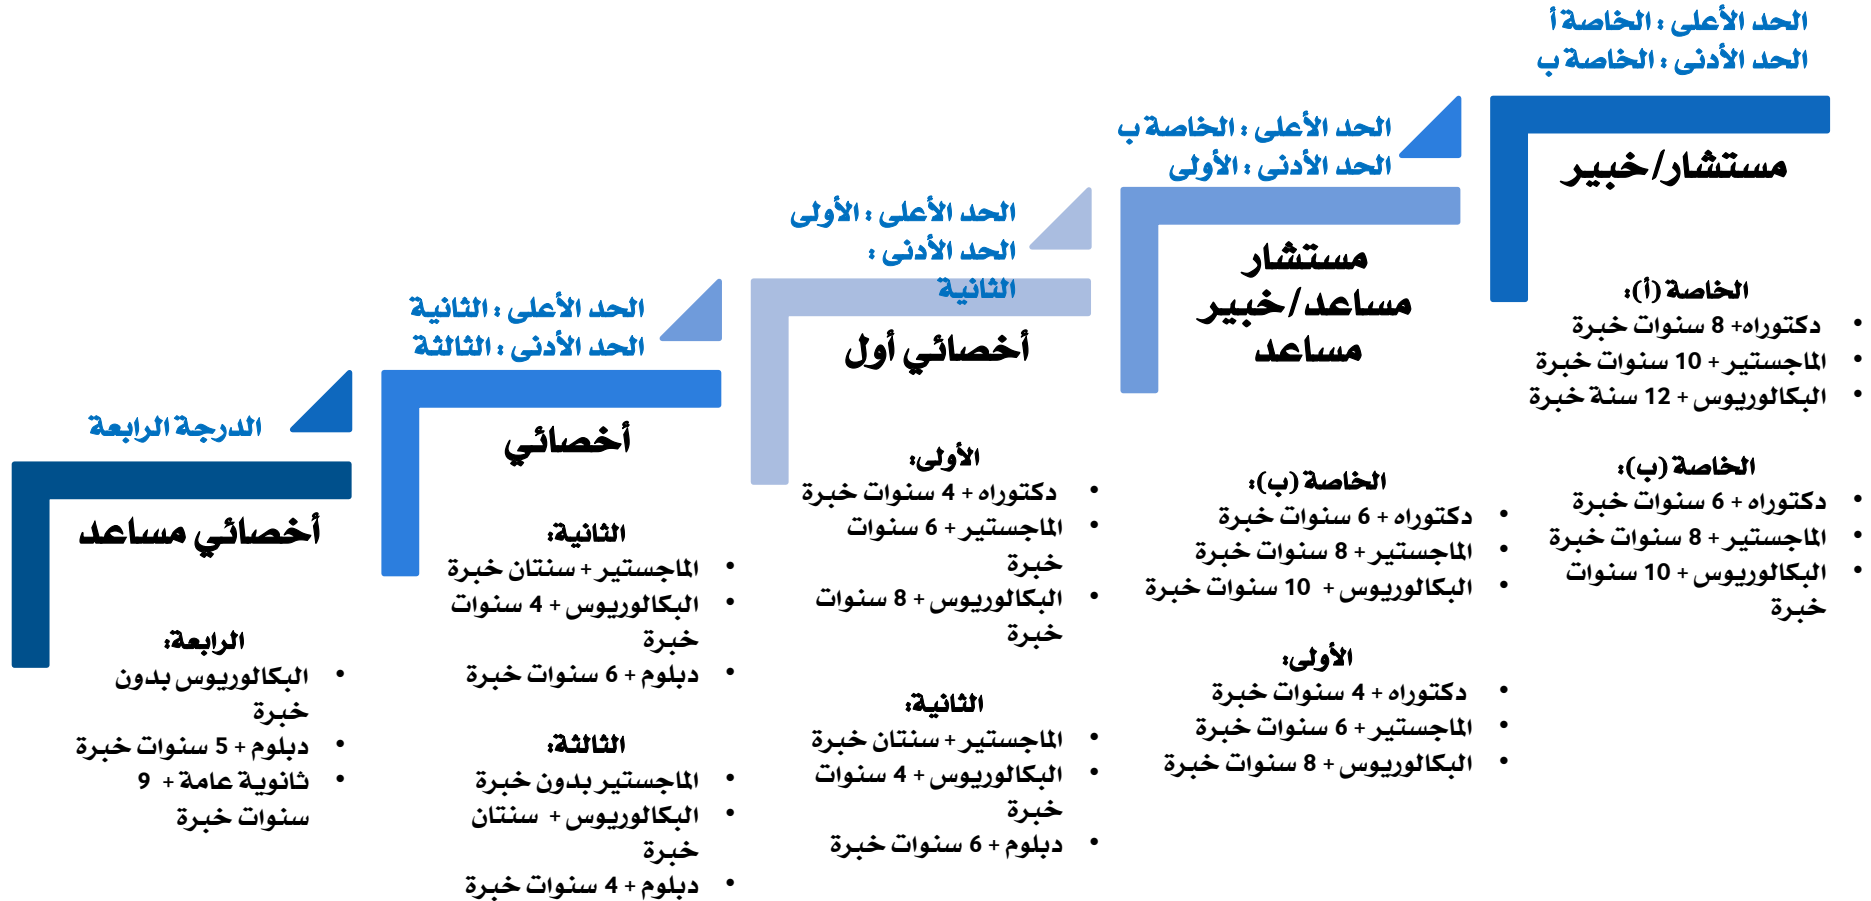 الحد الأعلى : الخاصة أ
الحد الأدنى : الخاصة ب
مستشار/خبير
الخاصة (أ):
• دكتوراه+ 8 سنوات خبرة
• الماجستير + 10 سنوات خبرة
• البكالوريوس + 12 سنة خبرة
الخاصة (ب):
• دكتوراه + 6 سنوات خبرة
• الماجستير + 8 سنوات خبرة
• البكالوريوس + 10 سنوات
خبرة
الحد الأعلى : الخاصة ب
الحد الأدنى : الأولى
مستشار
مساعد/خبير
مساعد
الخاصة (ب):
• دكتوراه + 6 سنوات خبرة
• الماجستير + 8 سنوات خبرة
• البكالوريوس + 10 سنوات خبرة
الأولى:
• دكتوراه + 4 سنوات خبرة
• الماجستير + 6 سنوات خبرة
• البكالوريوس + 8 سنوات خبرة
الحد الأعلى : الأولى
الحد الأدنى :
الثانية
أخصائي أول
الأولى:
• دكتوراه + 4 سنوات خبرة
• الماجستير + 6 سنوات
خبرة
• البكالوريوس + 8 سنوات
خبرة
الثانية:
• الماجستير + سنتان خبرة
• البكالوريوس + 4 سنوات
خبرة
• دبلوم + 6 سنوات خبرة
الحد الأعلى : الثانية
الحد الأدنى : الثالثة
أخصائي
الثانية:
• الماجستير + سنتان خبرة
• البكالوريوس + 4 سنوات
خبرة
• دبلوم + 6 سنوات خبرة
الثالثة:
• الماجستير بدون خبرة
• البكالوريوس + سنتان
خبرة
• دبلوم + 4 سنوات خبرة
الدرجة الرابعة
أخصائي مساعد
الرابعة:
• البكالوريوس بدون
خبرة
• دبلوم + 5 سنوات خبرة
• ثانوية عامة + 9
سنوات خبرة